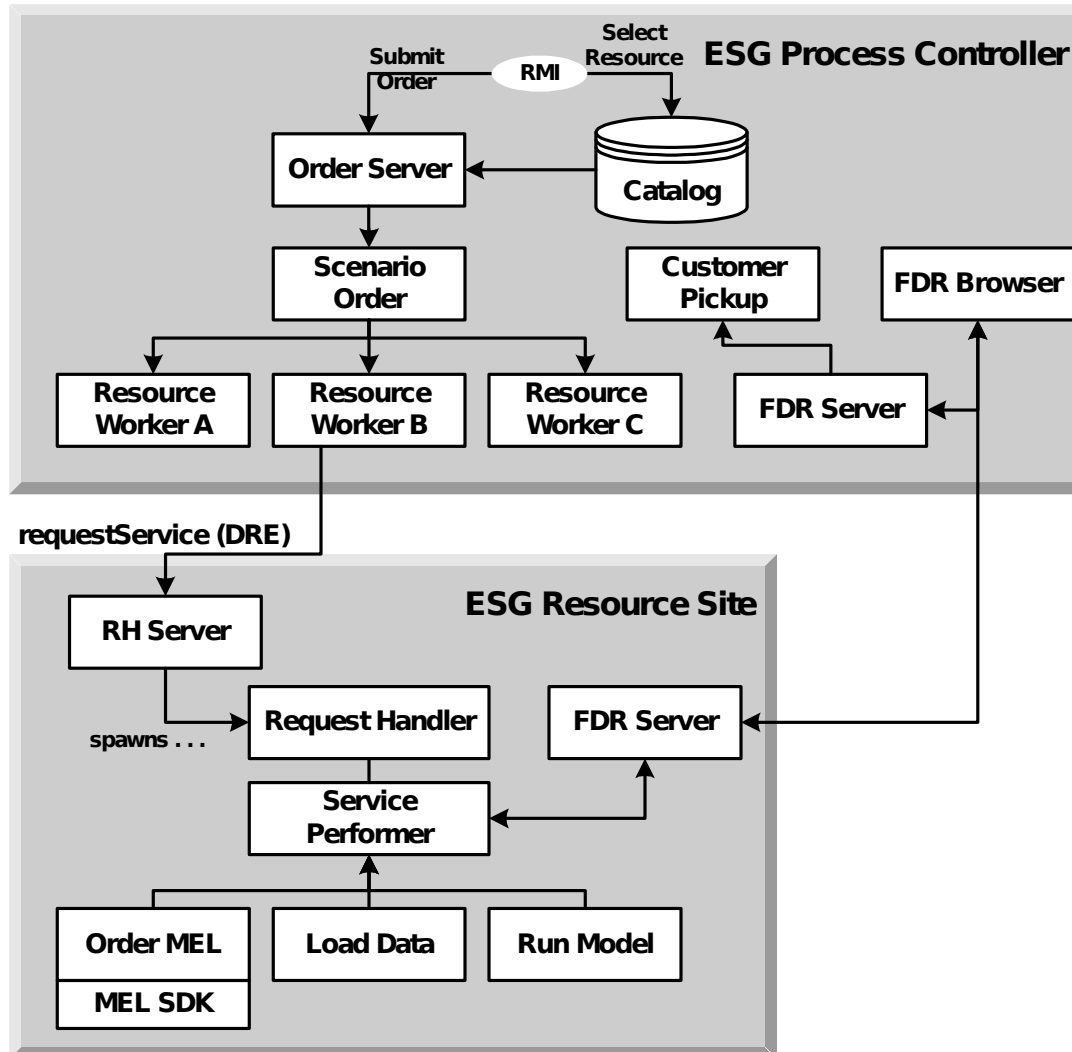 Select
Resource
ESG Process Controller
Submit
Order
RMI
Order Server
Catalog
Scenario
Order
Customer
Pickup
FDR Browser
Resource
Worker A
Resource
Worker B
Resource
Worker C
FDR Server
requestService (DRE)
ESG Resource Site
RH Server
Request Handler
FDR Server
spawns . . .
Service
Performer
Order MEL
Load Data
Run Model
MEL SDK